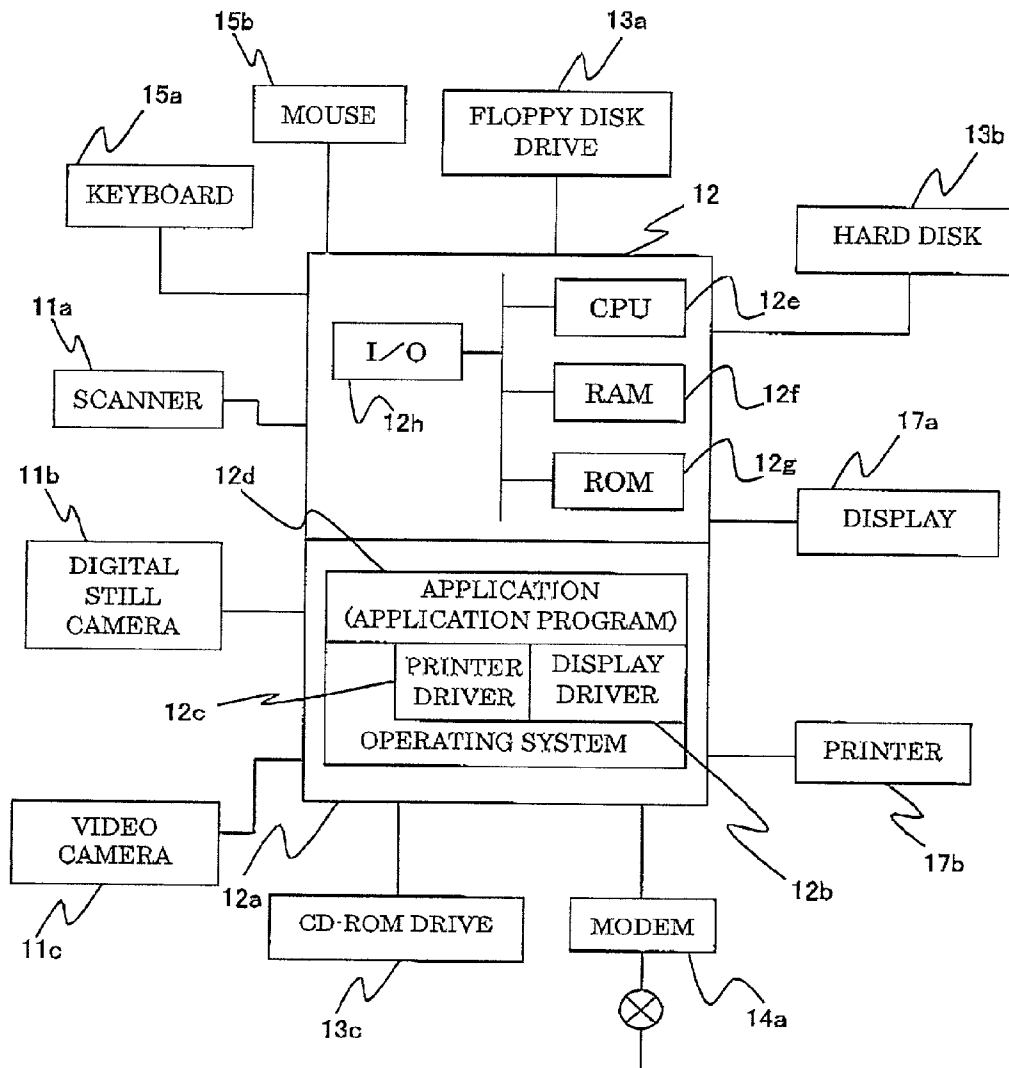 15b
13a
15a
MOUSE
FLOPPY DISK
DRIVE
13b
KEYBOARD
12
HARD DISK
11a
CPU
12e
I/O
SCANNER
RAM
12f
12h
17a
11b
12d
ROM
12g
DISPLAY
DIGITAL
STILL
CAMERA
APPLICATION
(APPLICATION PROGRAM)
PRINTER
DRIVER
DISPLAY
DRIVER
12c
OPERATING SYSTEM
PRINTER
VIDEO
CAMERA
17b
12a
12b
CD-ROM DRIVE
MODEM
11c
13c
14a